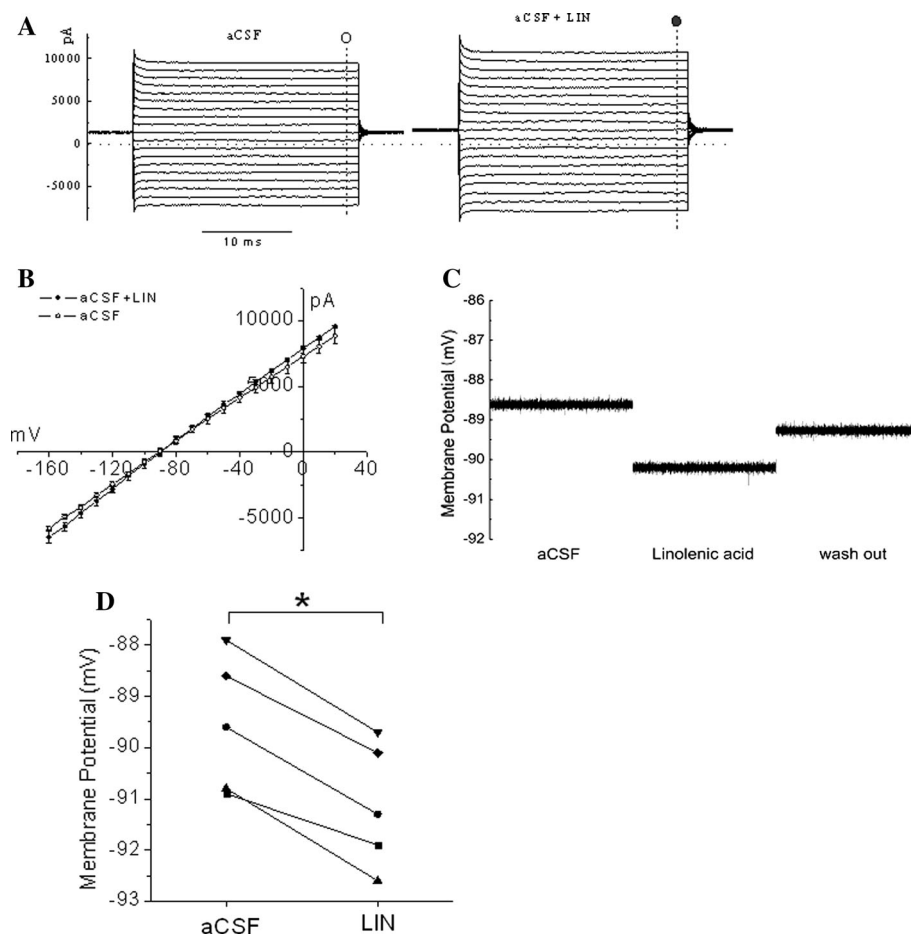 A
aCSF
aCSF + LIN
pA
10000
5000
0
-5000
10 ms
B
aCSF+LIN
aCSF
pA
10000
5000
mV
0
-160 -120 -80 -40 0 40
-5000
C
Membrane Potential (mV)
-86
-87
-88
-89
-90
-91
-92
aCSF Linolenic acid wash out
D
*
Membrane Potential (mV)
-88
-89
-90
-91
-92
-93
aCSF LIN